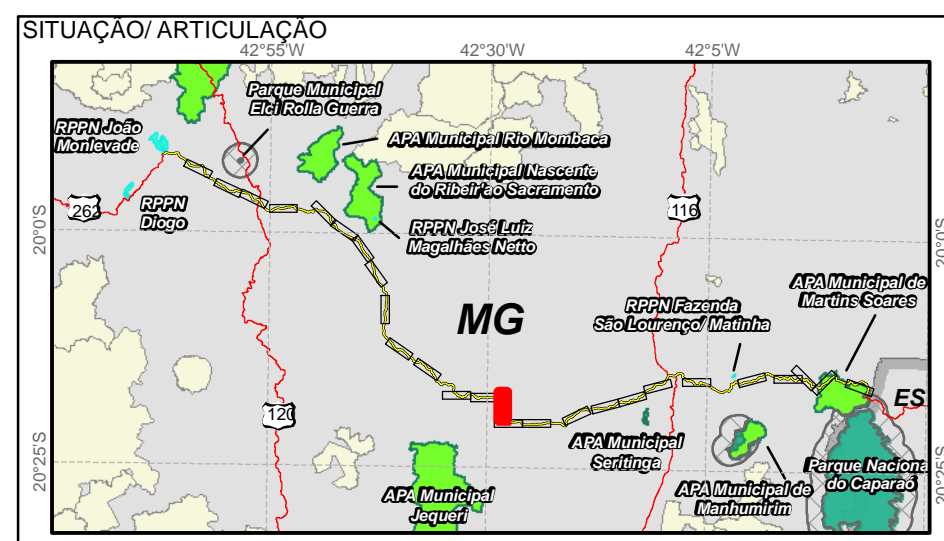 SITUAÇÃO/ ARTICULAÇÃO
42°55'W
42°30'W
42°5'W
Parque Municipal
Elci Rolla Guerra
RPPN João
Monlevade
APA Municipal Rio Mombaca
APA Municipal Nascente
do Ribeir'ao Sacramento
262
RPPN
Diogo
116
20°0'S
20°0'S
RPPN José Luiz
Magalhães Netto
APA Municipal de
Martins Soares
RPPN Fazenda
São Lourenço/ Matinha
MG
ES
120
APA Municipal
Seritinga
20°25'S
20°25'S
Parque Naciona
do Caparaó
APA Municipal
Jequeri
APA Municipal de
Manhumirim